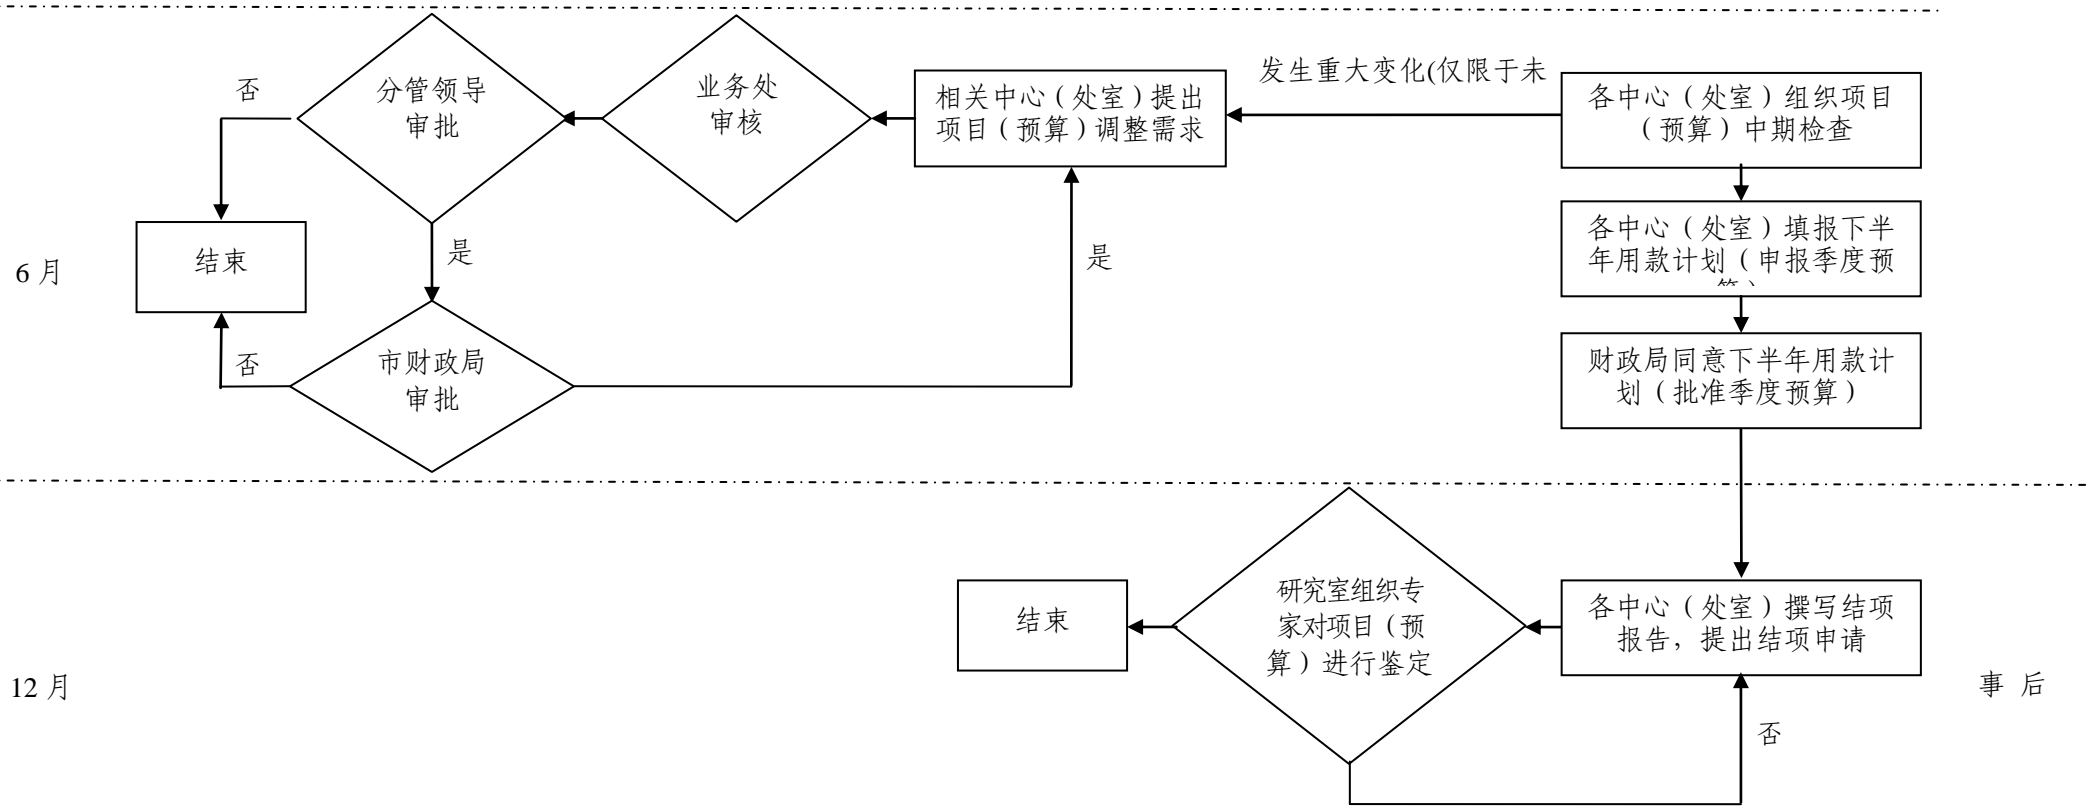 发生重大变化(仅限于未
否
分管领导
审批
业务处
审核
相关中心（处室）提出
项目（预算）调整需求
各中心（处室）组织项目
（预算）中期检查
6 月
结束
是
是
各中心（处室）填报下半
年用款计划（申报季度预
否
市财政局
审批
财政局同意下半年用款计
划（批准季度预算）
12 月
结束
研究室组织专
家对项目（预
算）进行鉴定
各中心（处室）撰写结项
报告，提出结项申请
事 后
否